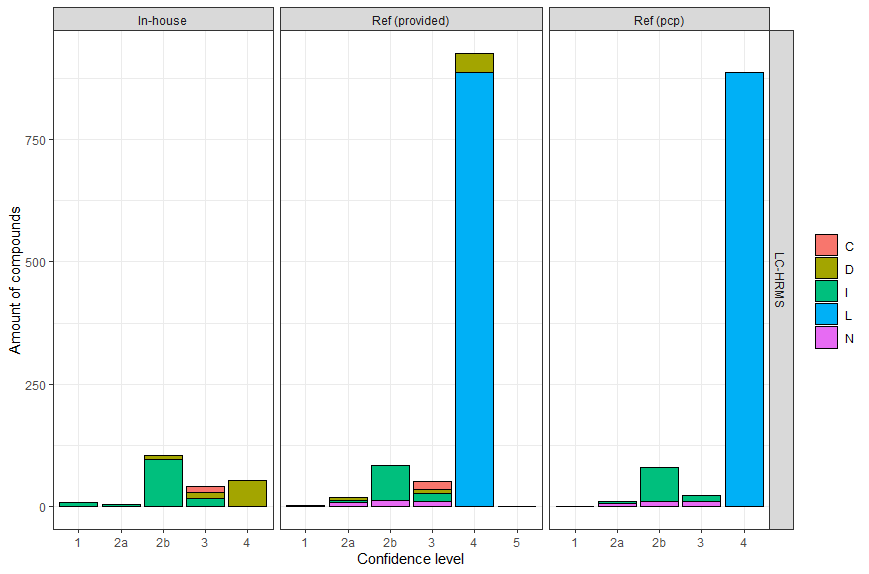 In-house
Ref (provided)
Ref (pcp)
Amount of compounds
750
500
250
0
LC-HRMS
C
D
I
L
N
1 2a 2b 3 4
1 2a 2b 3 4 5
1 2a 2b 3 4
Confidence level